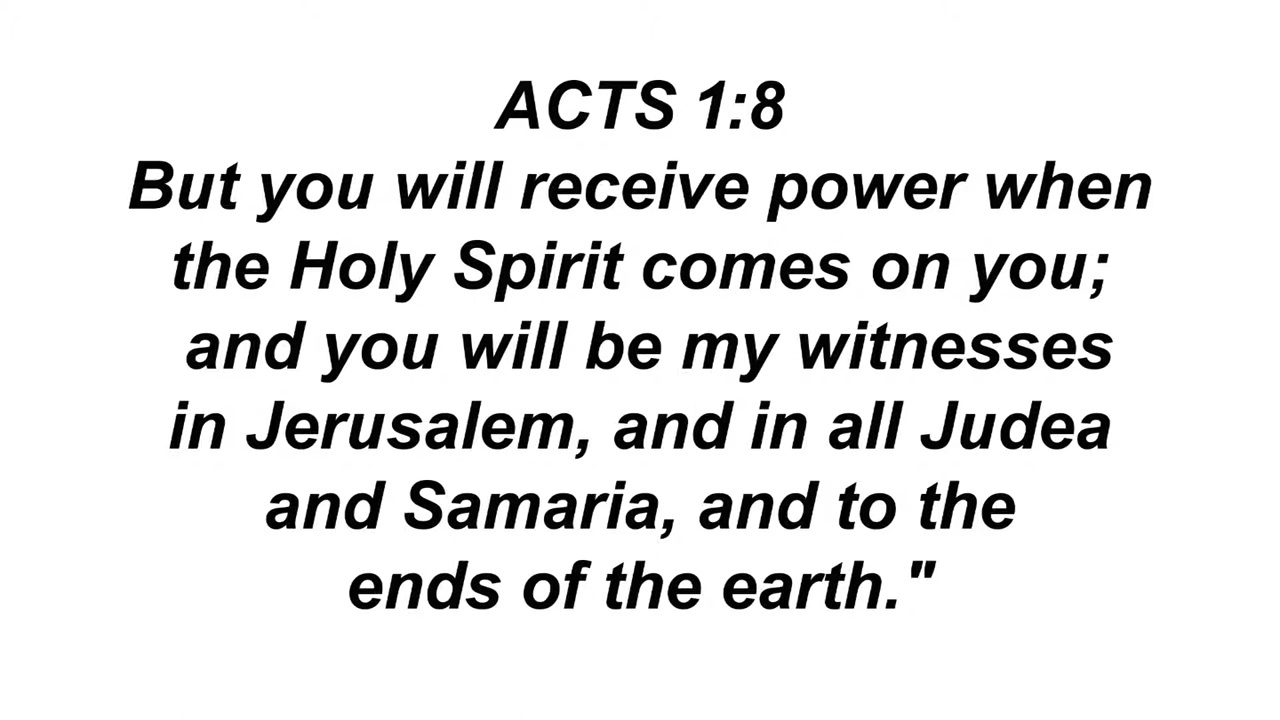 ACTS 1:8
But you will receive power when
the Holy Spirit comes on you;
and you will be my witnesses
in Jerusalem, and in all Judea
and Samaria, and to the
ends of the earth."